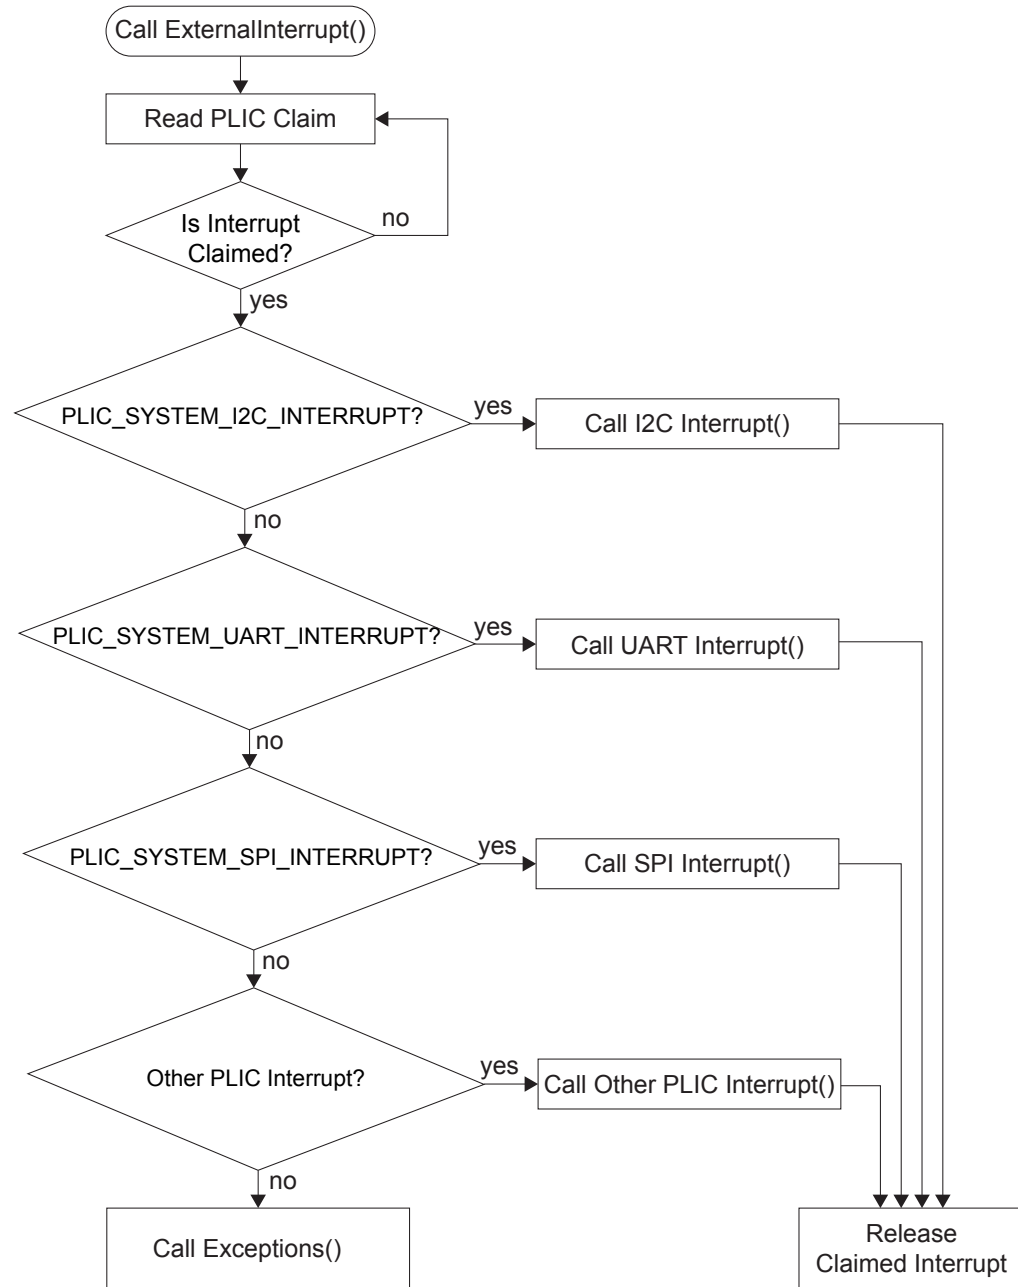 Call ExternalInterrupt()
Read PLIC Claim
Is Interrupt
Claimed?
no
yes
PLIC_SYSTEM_I2C_INTERRUPT?
yes
Call I2C Interrupt()
no
PLIC_SYSTEM_UART_INTERRUPT?
yes
Call UART Interrupt()
no
PLIC_SYSTEM_SPI_INTERRUPT?
yes
Call SPI Interrupt()
no
Other PLIC Interrupt?
yes
Call Other PLIC Interrupt()
no
Call Exceptions()
Release
Claimed Interrupt